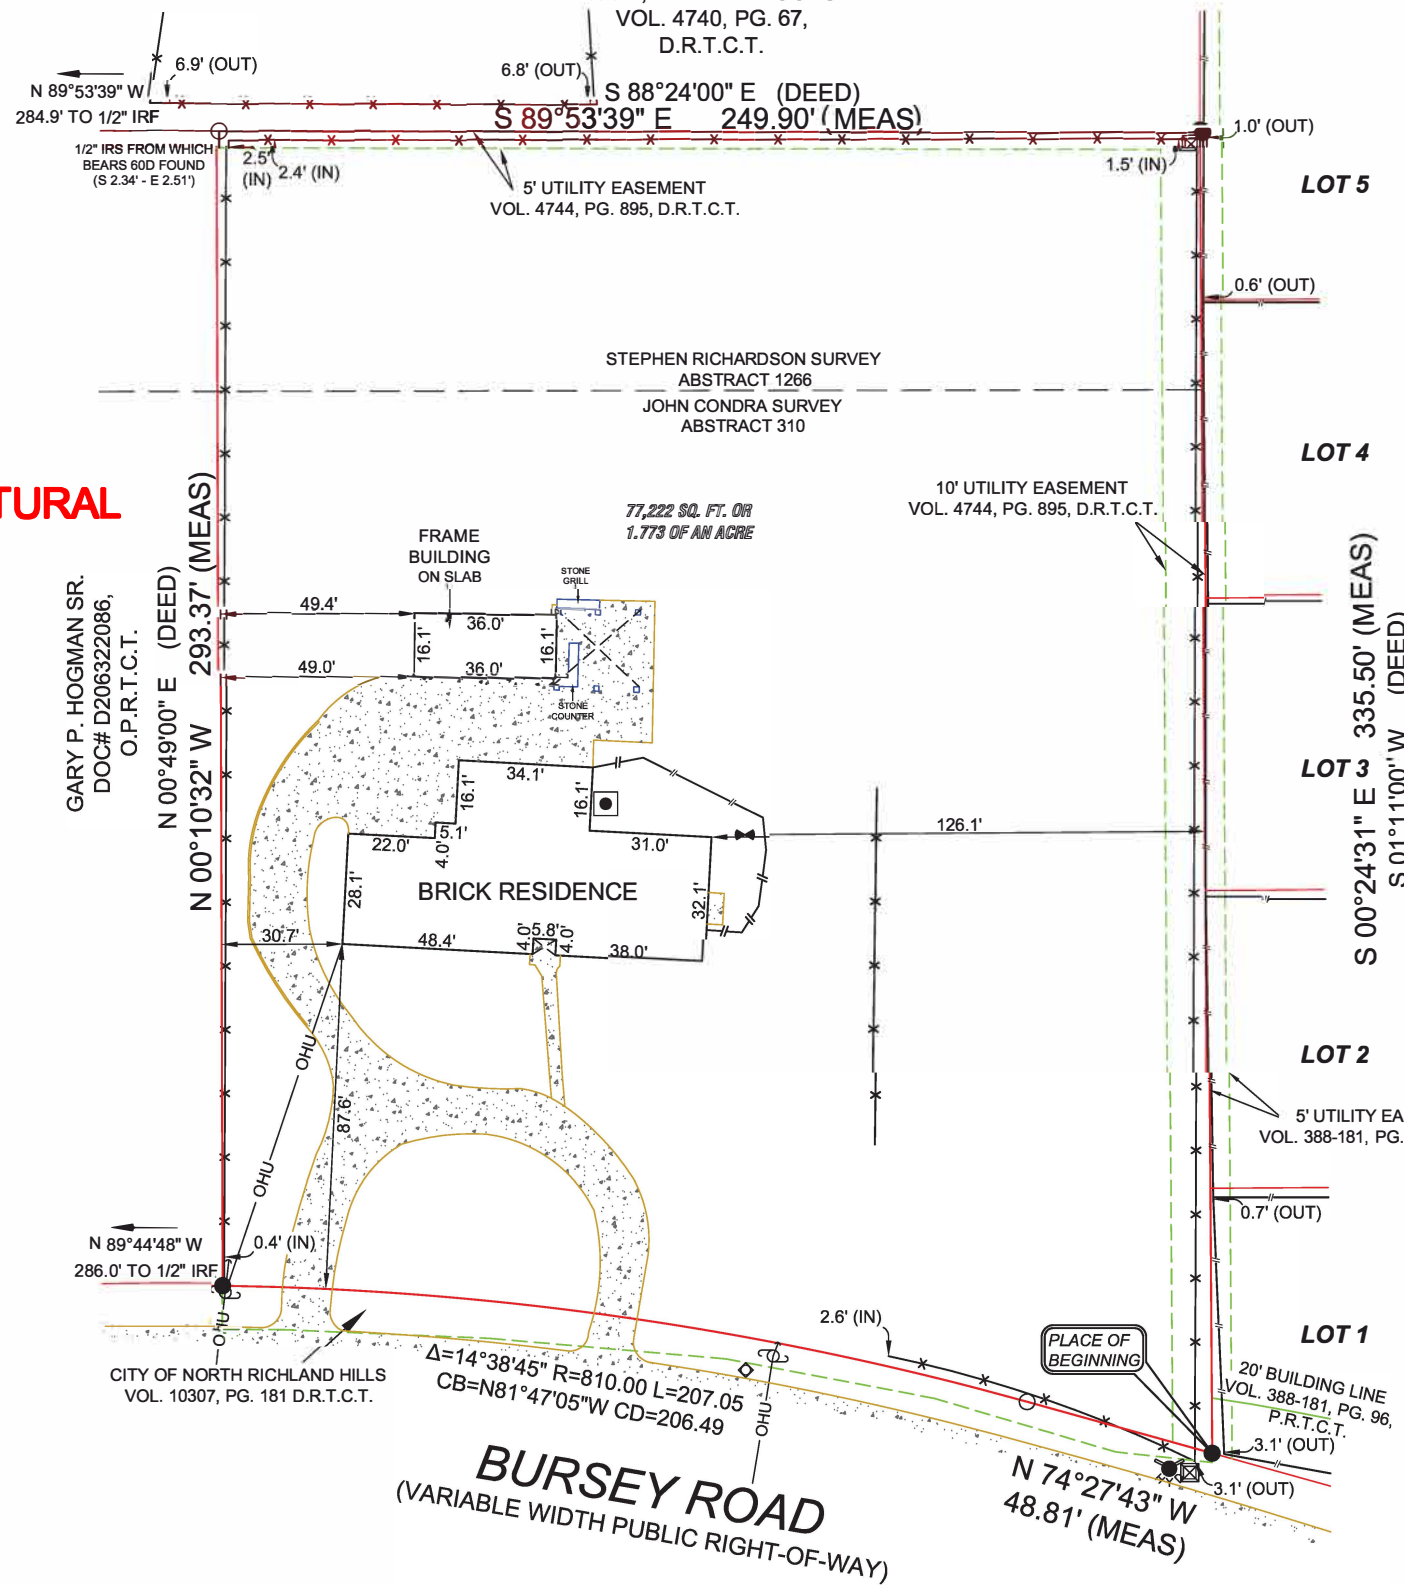 VOL. 4740, PG. 67,
D.R.T.C.T.
6.9' (OUT)
6.8' (OUT)
N 89°53'39" W
284.9' TO 1/2" IRF
S 88°24'00" E (DEED)
S 89°53'39" E 249.90' (MEAS)
1.0' (OUT)
1/2" IRS FROM WHICH
BEARS 60D FOUND
(S 2.34' - E 2.51')
2.5'
(IN)
2.4' (IN)
1.5' (IN)
5' UTILITY EASEMENT
VOL. 4744, PG. 895, D.R.T.C.T.
LOT 5
0.6' (OUT)
STEPHEN RICHARDSON SURVEY
ABSTRACT 1266
JOHN CONDRA SURVEY
ABSTRACT 310
LOT 4
TURAL
10' UTILITY EASEMENT
VOL. 4744, PG. 895, D.R.T.C.T.
77,222 SQ. FT. OR
1.773 OF AN ACRE
FRAME
BUILDING
ON SLAB
STONE
GRILL
49.4'
36.0'
16.1'
16.1'
49.0'
36.0'
STONE
COUNTER
GARY P. HOGMAN SR.
DOC# D206322086,
O.P.R.T.C.T.
N 00°49'00" E (DEED)
N 00°10'32" W 293.37' (MEAS)
S 00°24'31" E 335.50' (MEAS)
S 01°11'00" W (DEED)
34.1'
16.1'
16.1'
LOT 3
5.1'
22.0'
4.0'
31.0'
126.1'
28.1'
BRICK RESIDENCE
32.1'
30.7'
48.4'
4.0'
5.8'
4.0'
38.0'
OHU
LOT 2
87.6'
5' UTILITY EA
VOL. 388-181, PG.
OHU
0.7' (OUT)
N 89°44'48" W
0.4' (IN)
286.0' TO 1/2" IRF
OHU
2.6' (IN)
PLACE OF
BEGINNING
LOT 1
CITY OF NORTH RICHLAND HILLS
VOL. 10307, PG. 181 D.R.T.C.T.
Δ=14°38'45" R=810.00 L=207.05
CB=N81°47'05"W CD=206.49
OHU
20' BUILDING LINE
VOL. 388-181, PG. 96,
P.R.T.C.T.
3.1' (OUT)
3.1' (OUT)
N 74°27'43" W
48.81' (MEAS)
BURSEY ROAD
(VARIABLE WIDTH PUBLIC RIGHT-OF-WAY)